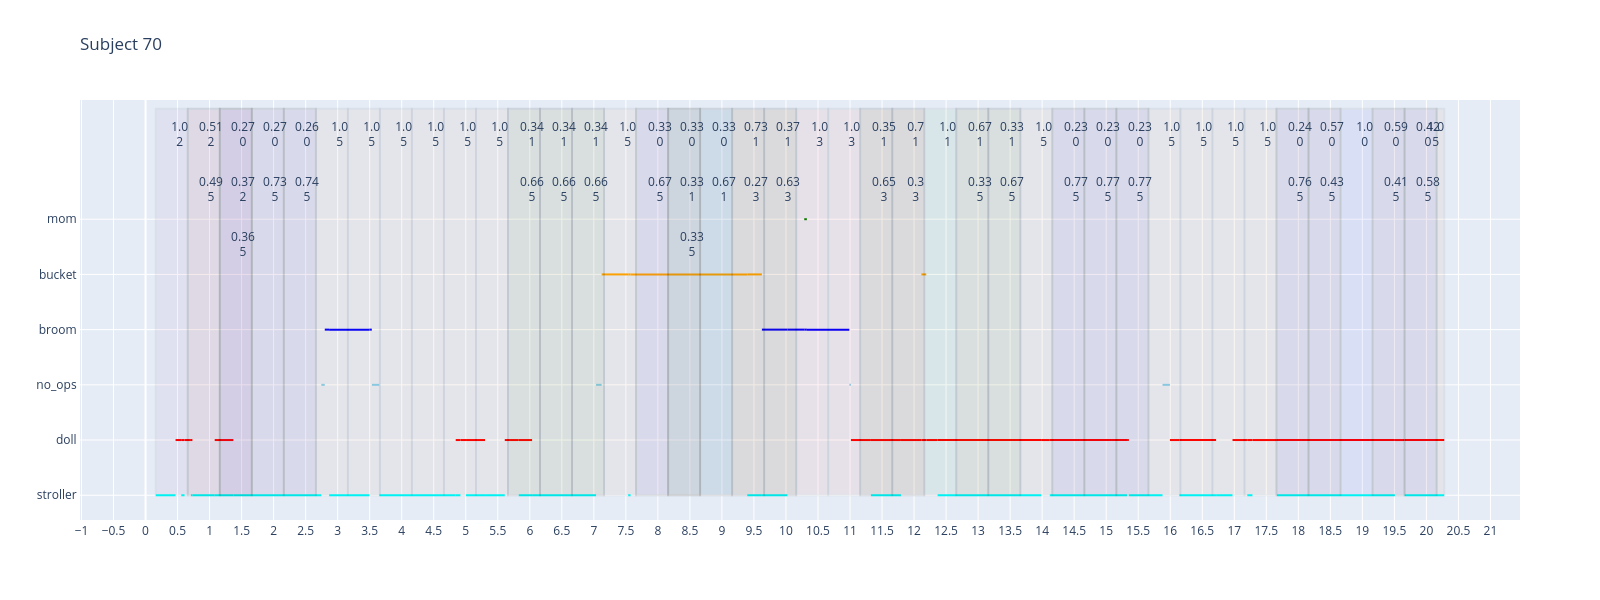 Subject 70
1.0 0.51 0.27 0.27 0.26 1.0 1.0 1.0 1.0 1.0 1.0 0.34 0.34 0.34 1.0 0.33 0.33 0.33 0.73 0.37 1.0 1.0 0.35 0.7 1.0 0.67 0.33 1.0 0.23 0.23 0.23 1.0 1.0 1.0 1.0 0.24 0.57 1.0 0.59
2 2 0 0 0 5 5 5 5 5 5 1 1 1 5 0 0 0 1 1 3 3 1 1 1 1 1 5 0 0 0 5 5 5 5 0 0 0 0 0 5
0.49 0.37 0.73 0.74 0.66 0.66 0.66 0.67 0.33 0.67 0.27 0.63 0.65 0.3 0.33 0.67 0.77 0.77 0.77 0.76 0.43 0.41 0.58
5 2 5 5 5 5 5 5 1 1 3 3 3 3 5 5 5 5 5 5 5 5 5
mom
0.36 0.33
5 5
bucket
broom
no_ops
doll
stroller
−1 −0.5 0 0.5 1 1.5 2 2.5 3 3.5 4 4.5 5 5.5 6 6.5 7 7.5 8 8.5 9 9.5 10 10.5 11 11.5 12 12.5 13 13.5 14 14.5 15 15.5 16 16.5 17 17.5 18 18.5 19 19.5 20 20.5 21